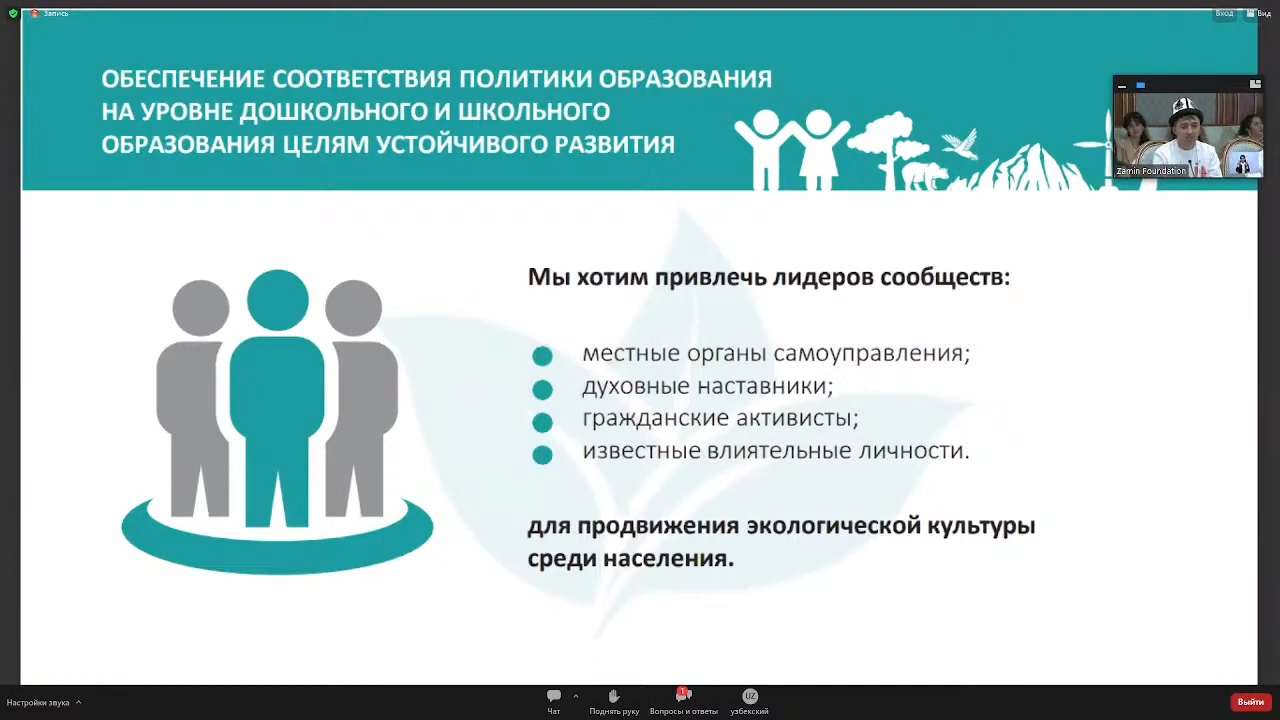 Запись
Вход
Вид
ОБЕСПЕЧЕНИЕ СООТВЕТСТВИЯ ПОЛИТИКИ ОБРАЗОВАНИЯ
НА УРОВНЕ ДОШКОЛЬНОГО И ШКОЛЬНОГО
ОБРАЗОВАНИЯ ЦЕЛЯМ УСТОЙЧИВОГО РАЗВИТИЯ
Zamin Foundation
Мы хотим привлечь лидеров сообществ:
местные органы самоуправления;
духовные наставники;
гражданские активисты;
известные влиятельные личности.
для продвижения экологической культуры
среди населения.
Настройки звука
1
UZ
Чат
Поднять руку
Вопросы и ответы
узбекский
Выйти